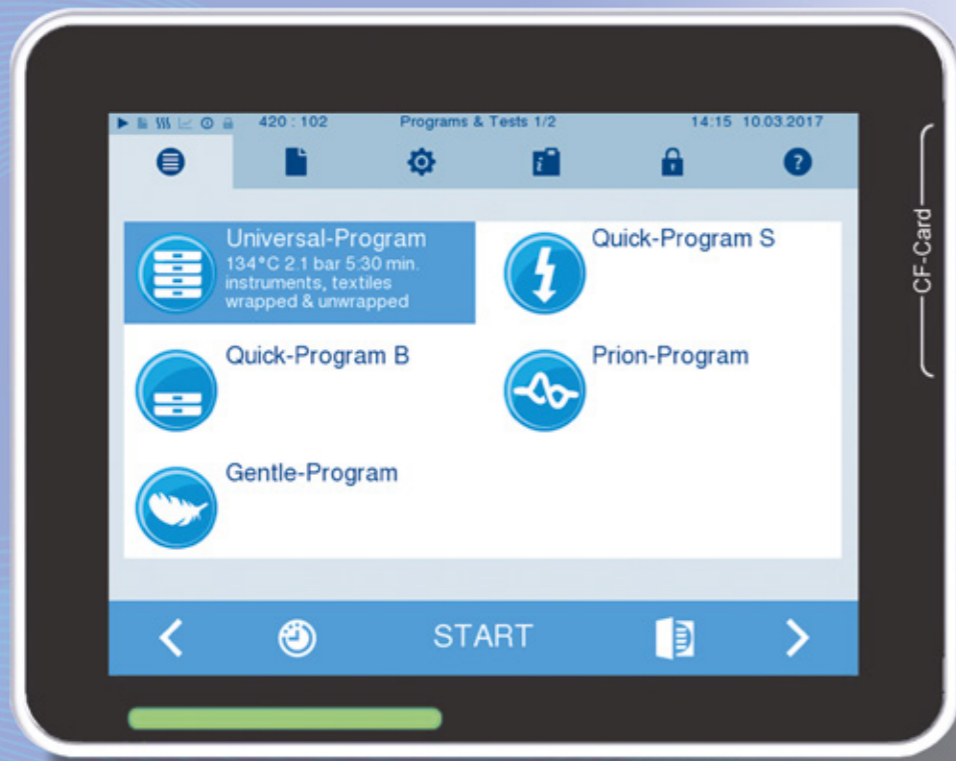 420 : 102 Programs & Tests 1/2 14:15 10.03.2017
Universal-Program
134°C 2.1 bar 5:30 min.
instruments, textiles
wrapped & unwrapped
Quick-Program S
Quick-Program B
Prion-Program
Gentle-Program
START
CF-Card